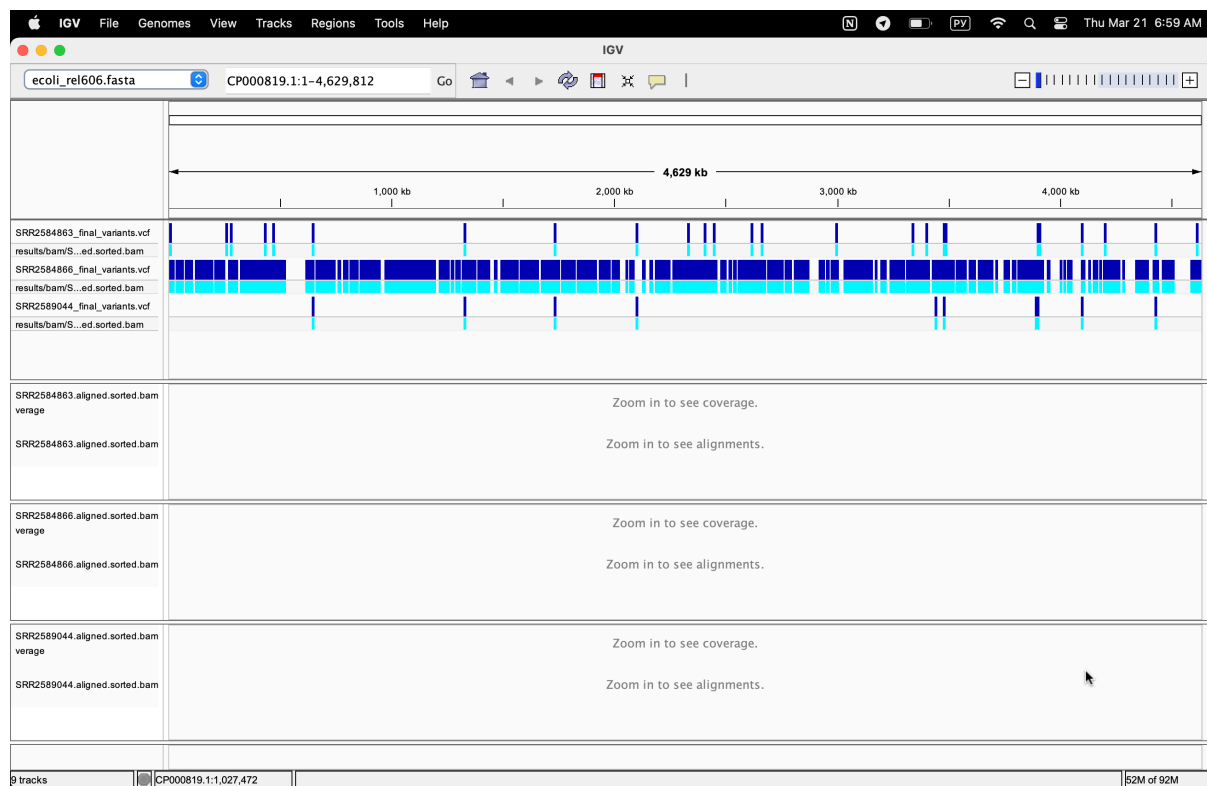 IGV File Genomes View Tracks Regions Tools Help N РУ Thu Mar 21 6:59 AM
IGV
ecoli_rel606.fasta CP000819.1:1-4,629,812 Go
4,629 kb
1,000 kb 2,000 kb 3,000 kb 4,000 kb
SRR2584863_final_variants.vcf
results/bam/S...ed.sorted.bam
SRR2584866_final_variants.vcf
results/bam/S...ed.sorted.bam
SRR2589044_final_variants.vcf
results/bam/S...ed.sorted.bam
SRR2584863.aligned.sorted.bam
verage
Zoom in to see coverage.
SRR2584863.aligned.sorted.bam Zoom in to see alignments.
SRR2584866.aligned.sorted.bam
verage
Zoom in to see coverage.
SRR2584866.aligned.sorted.bam Zoom in to see alignments.
SRR2589044.aligned.sorted.bam
verage
Zoom in to see coverage.
SRR2589044.aligned.sorted.bam Zoom in to see alignments.
9 tracks CP000819.1:1,027,472 52M of 92M